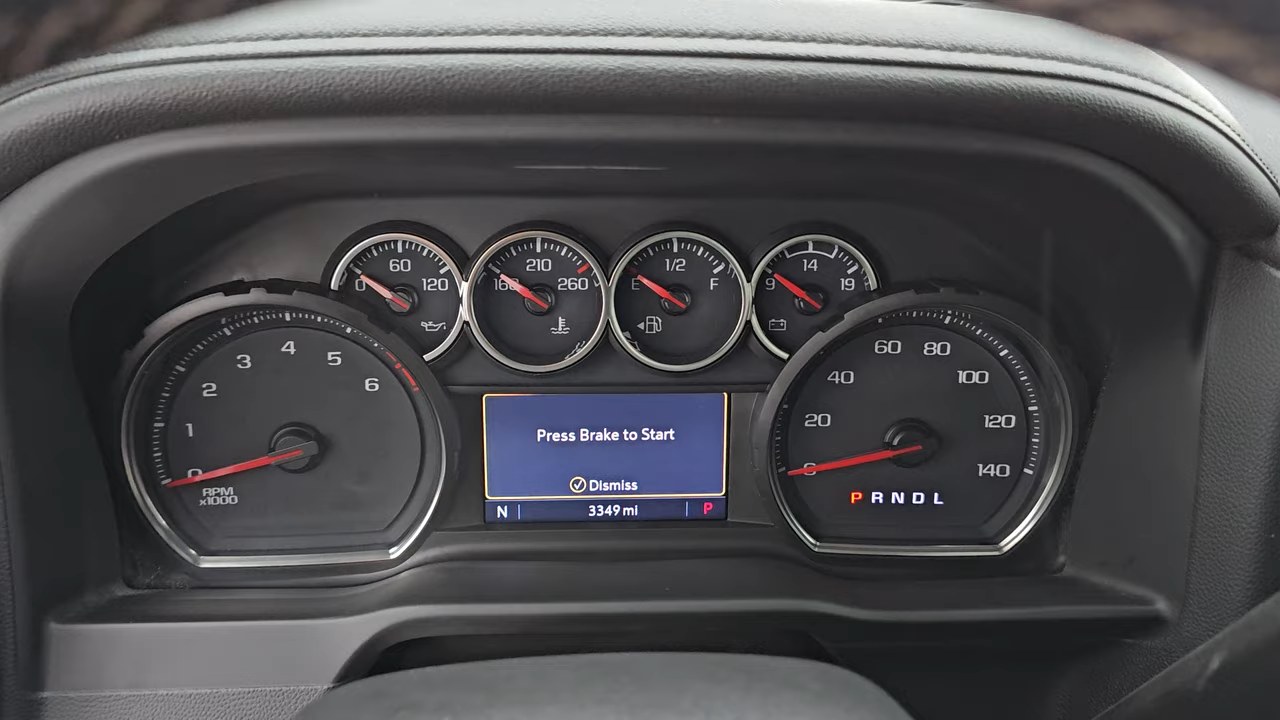 60
0 120
210
160 260
1/2
E F
14
9 19
0 1 2 3 4 5 6
RPM
x1000
Press Brake to Start
Dismiss
N 3349 mi P
0 20 40 60 80 100 120 140
P R N D L